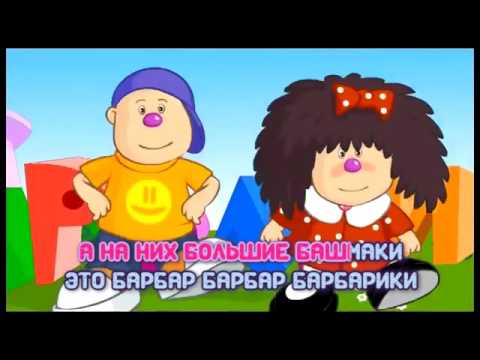 А НА НИХ БОЛЬШИЕ БАШМАКИ
ЭТО БАРБАР БАРБАР БАРБАРИКИ